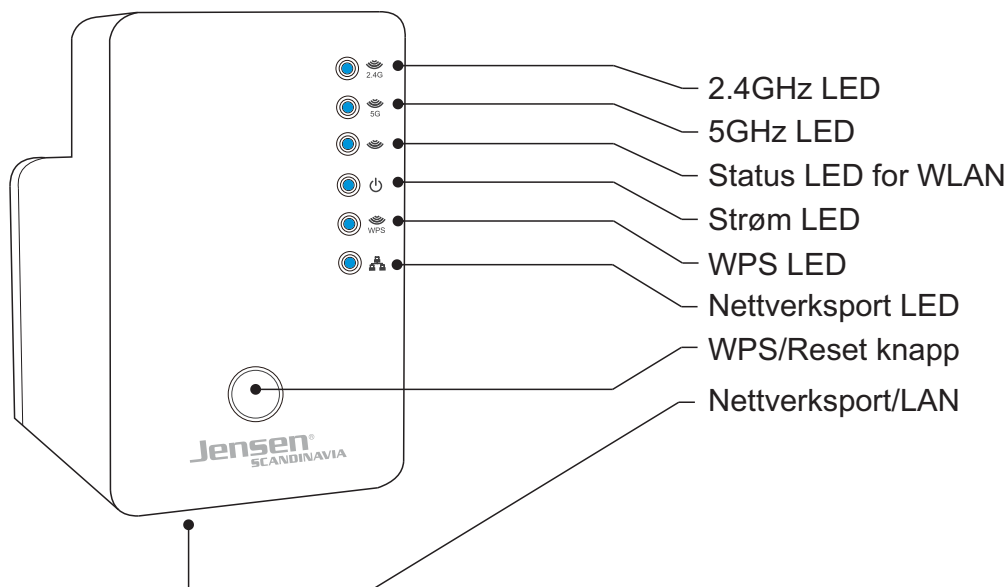 2.4G
5G
WPS
2.4GHz LED
5GHz LED
Status LED for WLAN
Strøm LED
WPS LED
Nettverksport LED
WPS/Reset knapp
Nettverksport/LAN
Jensen®
SCANDINAVIA